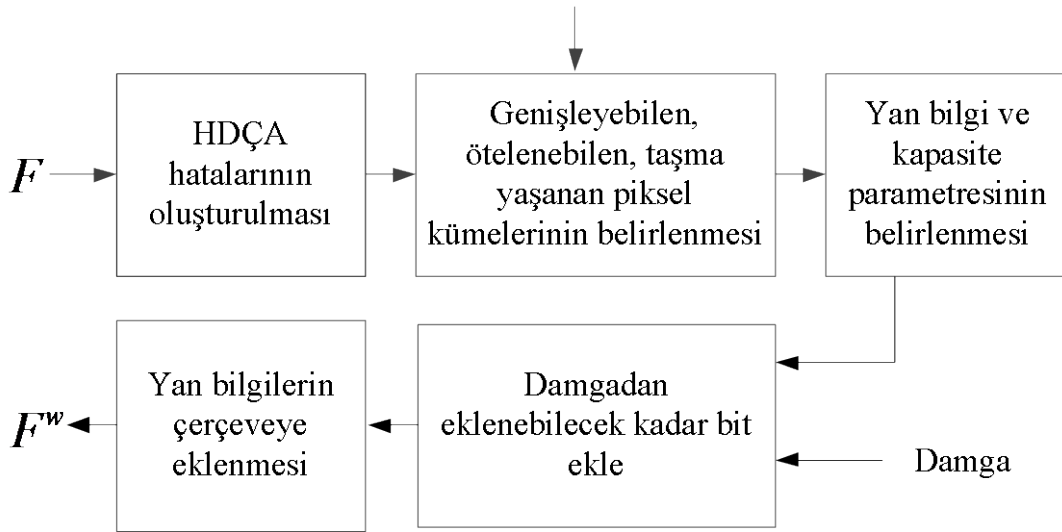 F
HDÇA
hatalarının
oluşturulması
Genişleyebilen,
ötelenebilen, taşma
yaşanan piksel
kümelerinin belirlenmesi
Yan bilgi ve
kapasite
parametresinin
belirlenmesi
Damga
Damgadan
eklenebilecek kadar bit
ekle
Yan bilgilerin
çerçeveye
eklenmesi
Fʷ